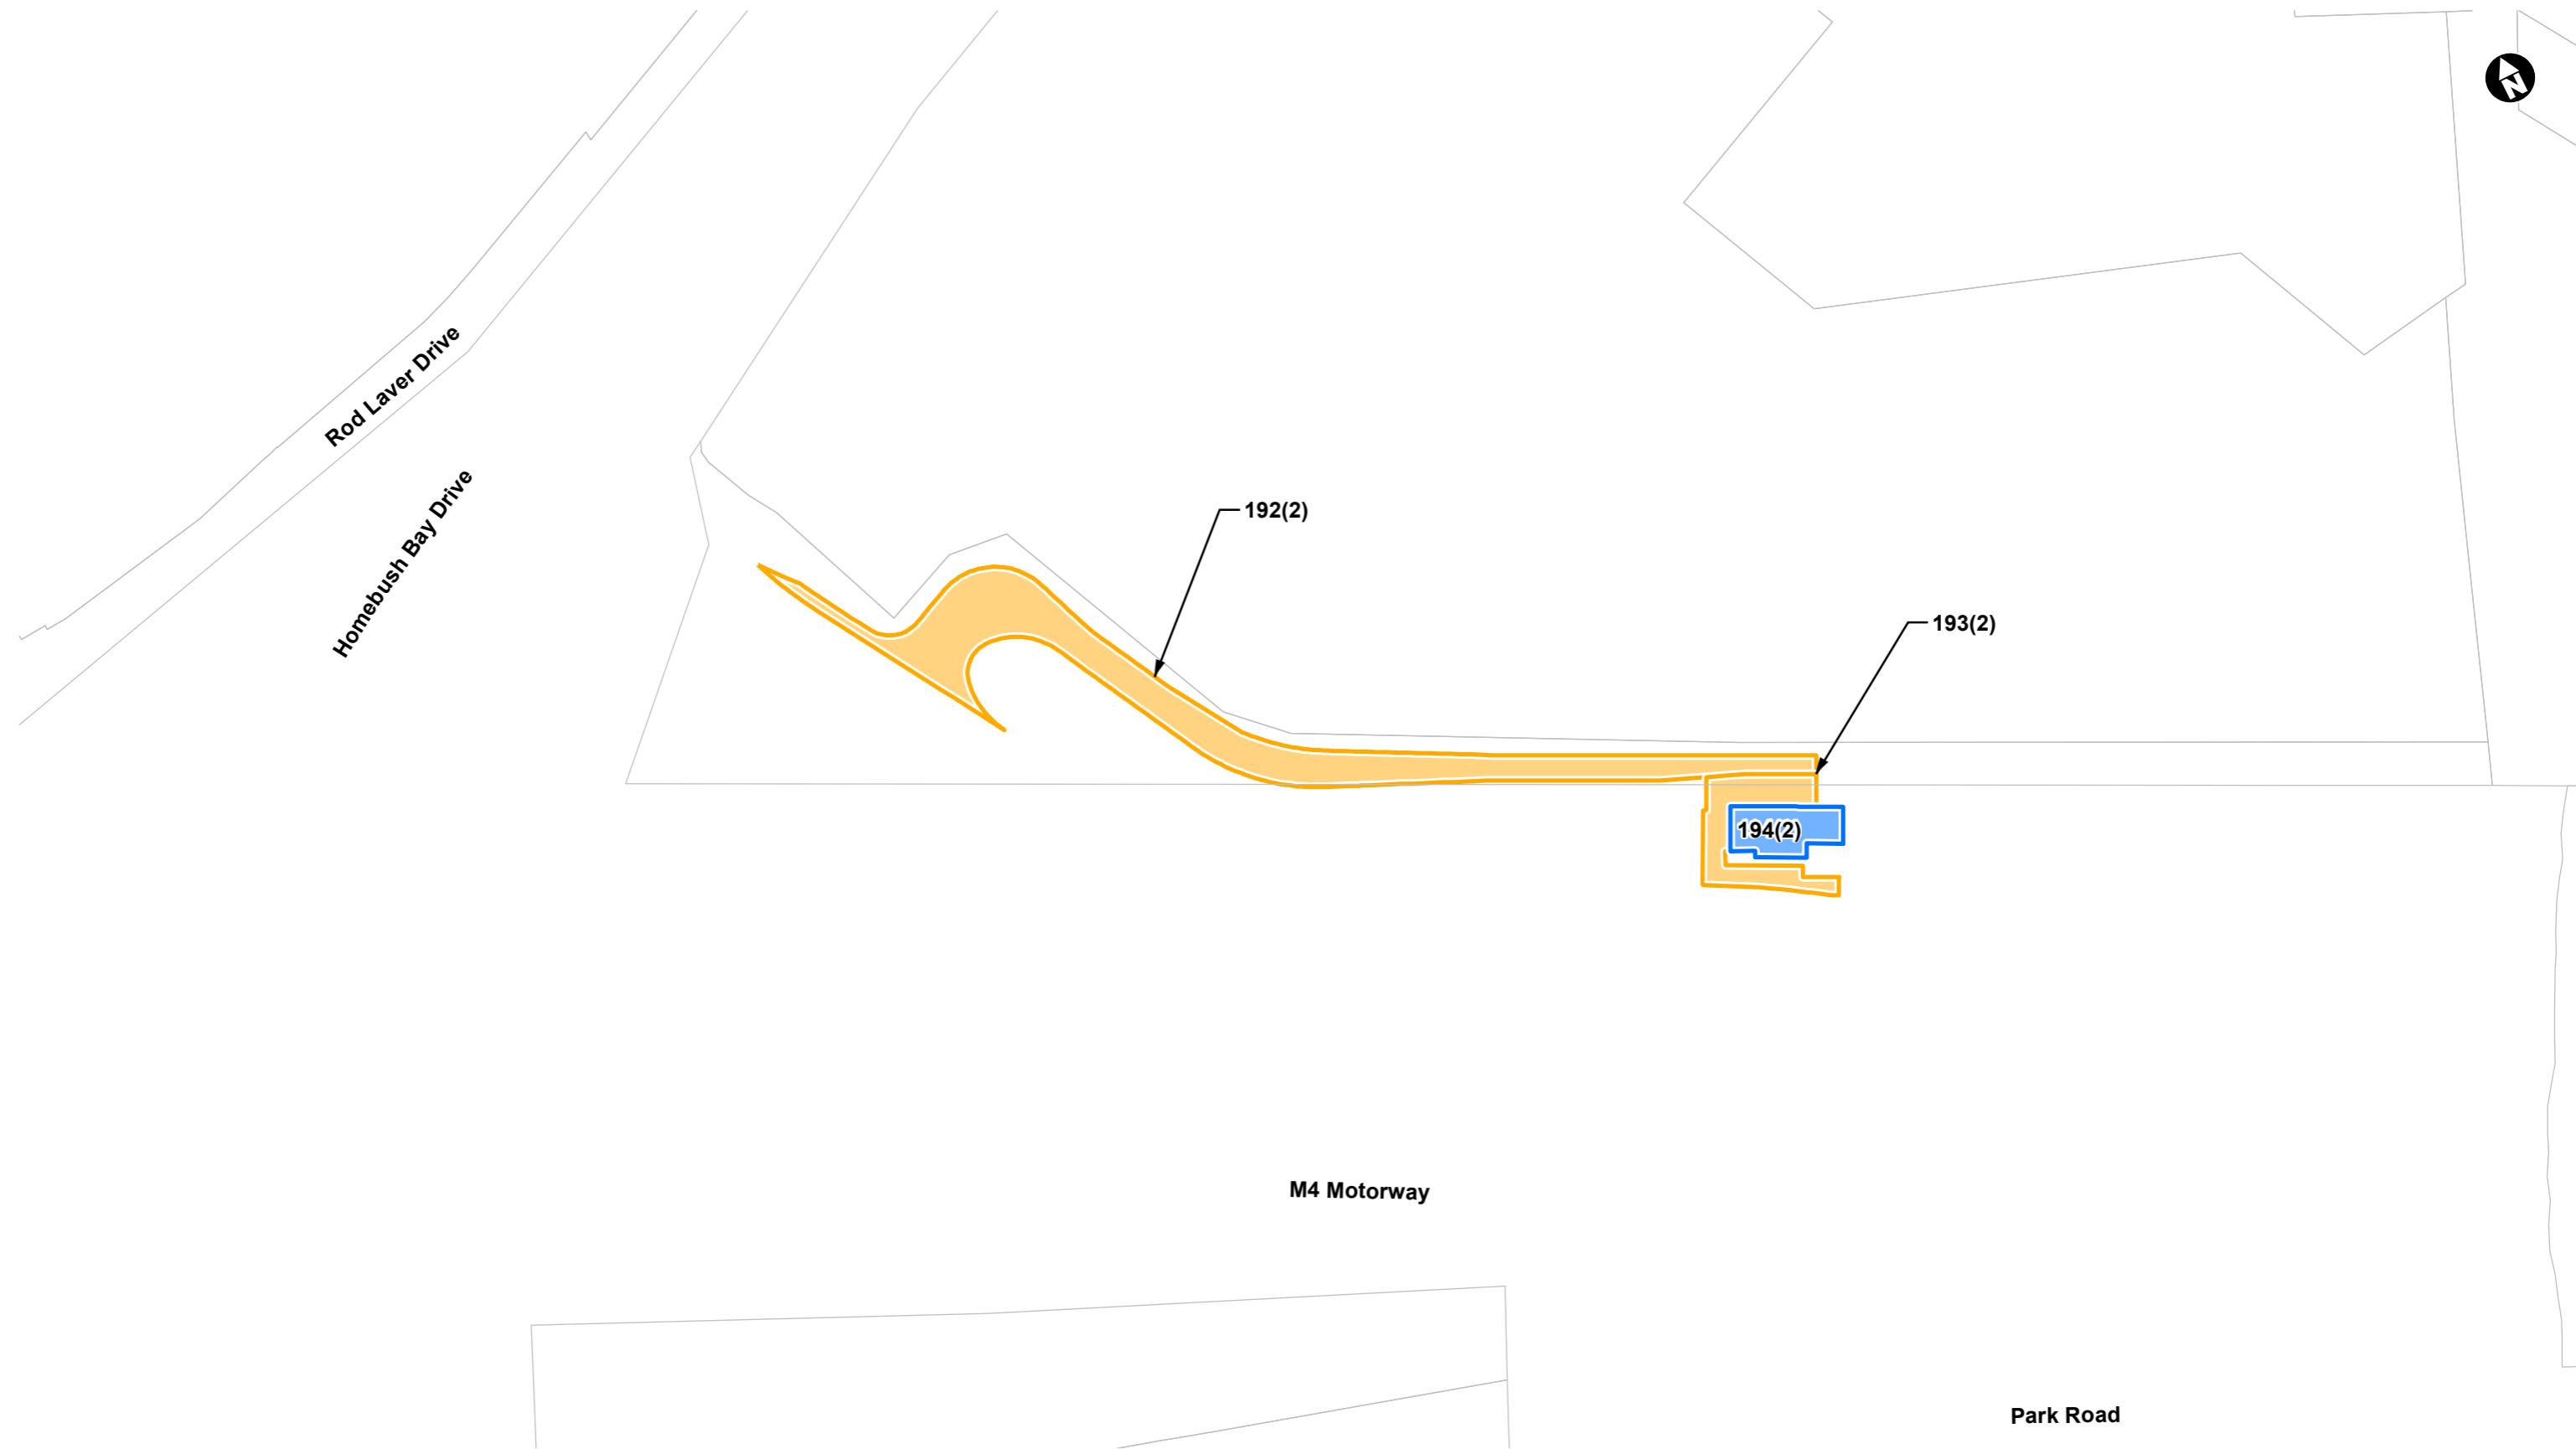 N
Rod Laver Drive
Homebush Bay Drive
192(2)
193(2)
194(2)
M4 Motorway
Park Road